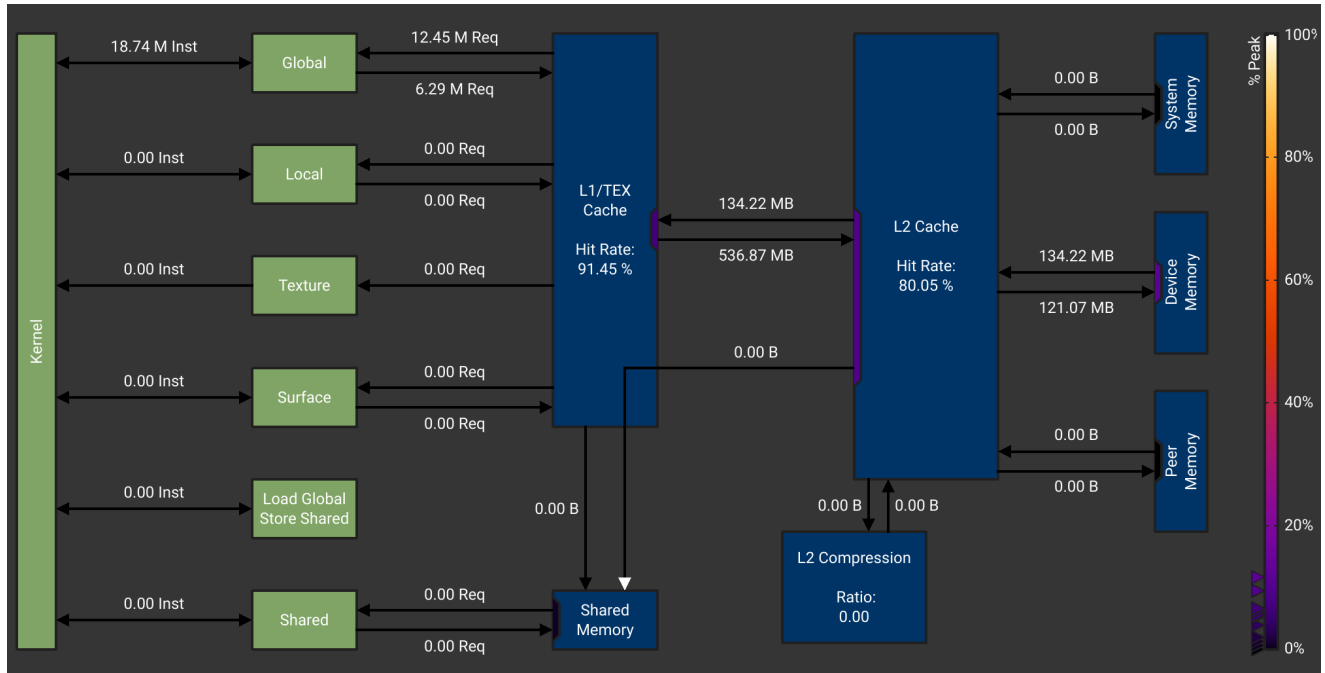 Kernel
18.74 M Inst
Global
12.45 M Req
6.29 M Req
0.00 Inst
Local
0.00 Req
0.00 Req
0.00 Inst
Texture
0.00 Req
0.00 Inst
Surface
0.00 Req
0.00 Req
0.00 Inst
Load Global
Store Shared
0.00 Inst
Shared
0.00 Req
0.00 Req
L1/TEX
Cache
Hit Rate:
91.45 %
0.00 B
Shared
Memory
134.22 MB
536.87 MB
0.00 B
L2 Cache
Hit Rate:
80.05 %
0.00 B
0.00 B
L2 Compression
Ratio:
0.00
0.00 B
0.00 B
System
Memory
134.22 MB
121.07 MB
Device
Memory
0.00 B
0.00 B
Peer
Memory
% Peak
100%
80%
60%
40%
20%
0%